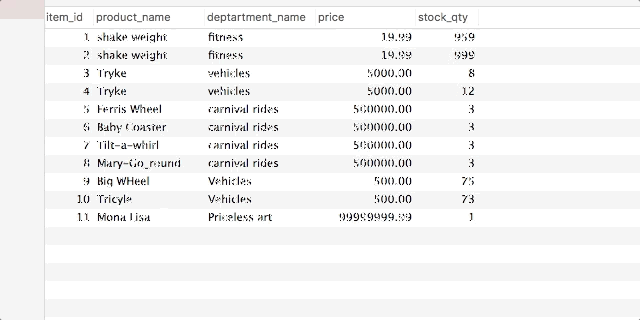 item_id product_name deptartment_name price stock_qty
1 shake weight fitness 19.99 959
2 shake weight fitness 19.99 999
3 Tryke vehicles 5000.00 8
4 Tryke vehicles 5000.00 12
5 Ferris Wheel carnival rides 500000.00 3
6 Baby Coaster carnival rides 500000.00 3
7 Tilt-a-whirl carnival rides 500000.00 3
8 Mary-Go_round carnival rides 500000.00 3
9 Big WHeel Vehicles 500.00 75
10 Tricyle Vehicles 500.00 73
11 Mona Lisa Priceless art 99999999.99 1